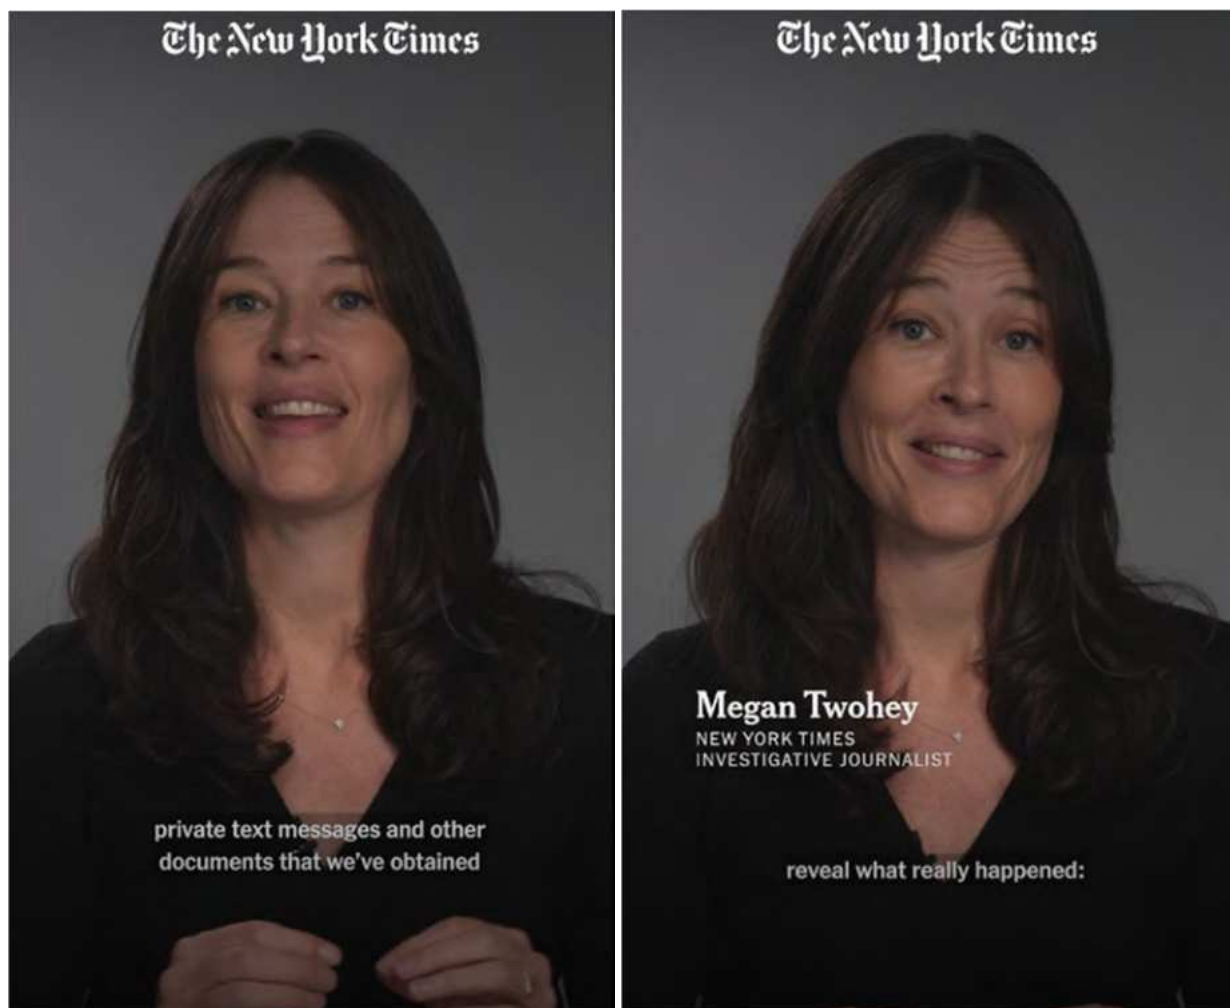 The New York Times
private text messages and other
documents that we've obtained
The New York Times
Megan Twohey
NEW YORK TIMES
INVESTIGATIVE JOURNALIST
reveal what really happened: